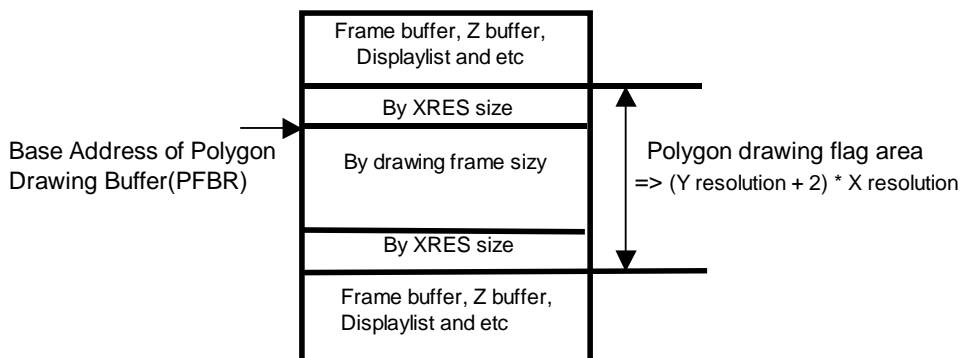 Frame buffer, Z buffer,
Displaylist and etc
By XRES size
Base Address of Polygon
Drawing Buffer(PFBR)
By drawing frame sizy
Polygon drawing flag area
=> (Y resolution + 2) * X resolution
By XRES size
Frame buffer, Z buffer,
Displaylist and etc